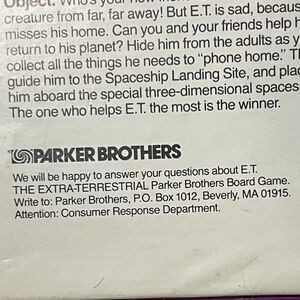 Object: Who's your new
creature from far, far away! But E.T. is sad, becaus
misses his home. Can you and your friends help h
return to his planet? Hide him from the adults as y
collect all the things he needs to "phone home." T
guide him to the Spaceship Landing Site, and plac
him aboard the special three-dimensional spaces
The one who helps E.T. the most is the winner.
PARKER BROTHERS
We will be happy to answer your questions about E.T.
THE EXTRA-TERRESTRIAL Parker Brothers Board Game.
Write to: Parker Brothers, P.O. Box 1012, Beverly, MA 01915.
Attention: Consumer Response Department.